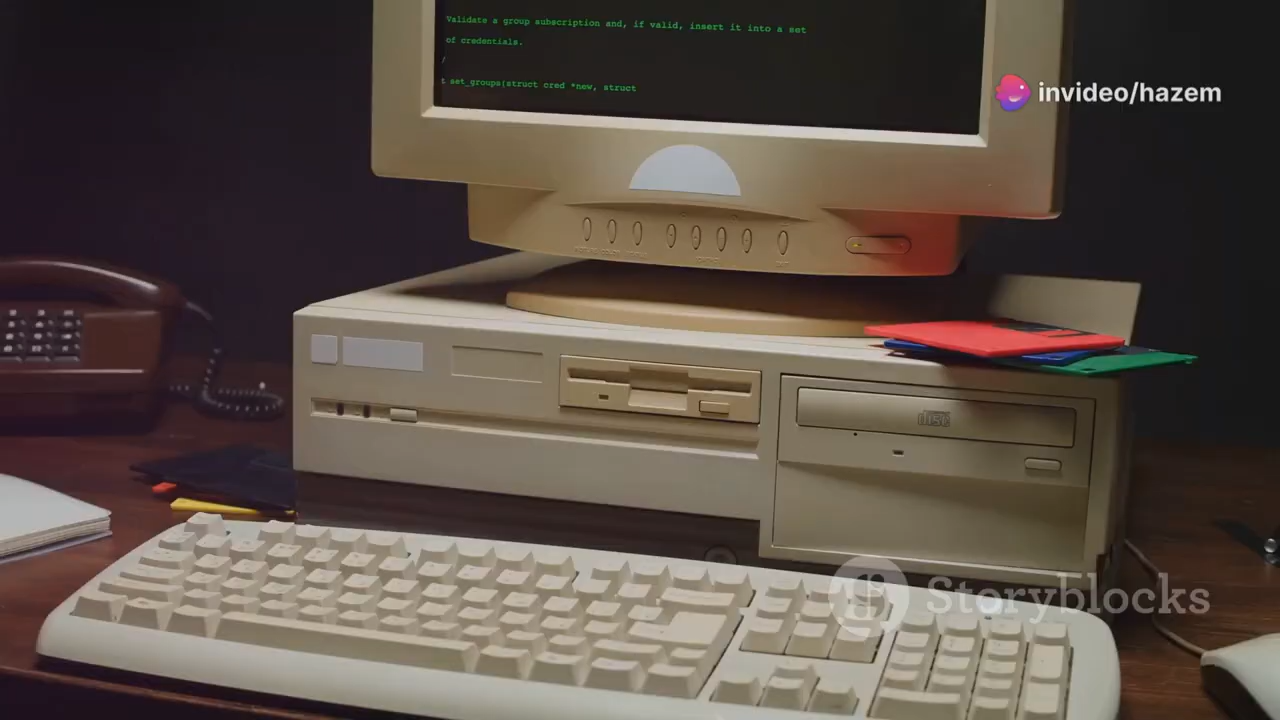 Validate a group subscription and, if valid, insert it into a set
of credentials.
/
t set_groups(struct cred *new, struct
invideo/hazem
Storyblocks